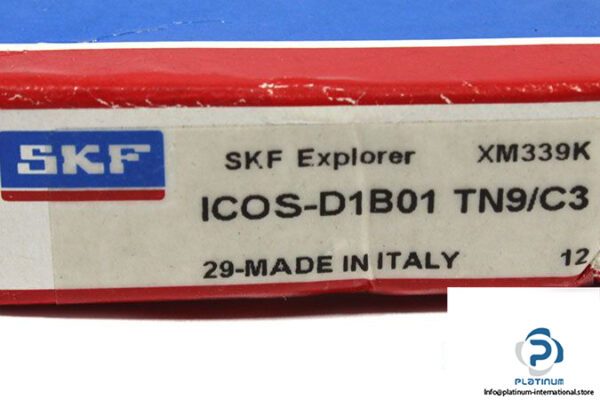 SKF
SKF Explorer XM339K
ICOS-D1B01 TN9/C3
29-MADE IN ITALY 12
PLATINUM
Info@platinum-international.store